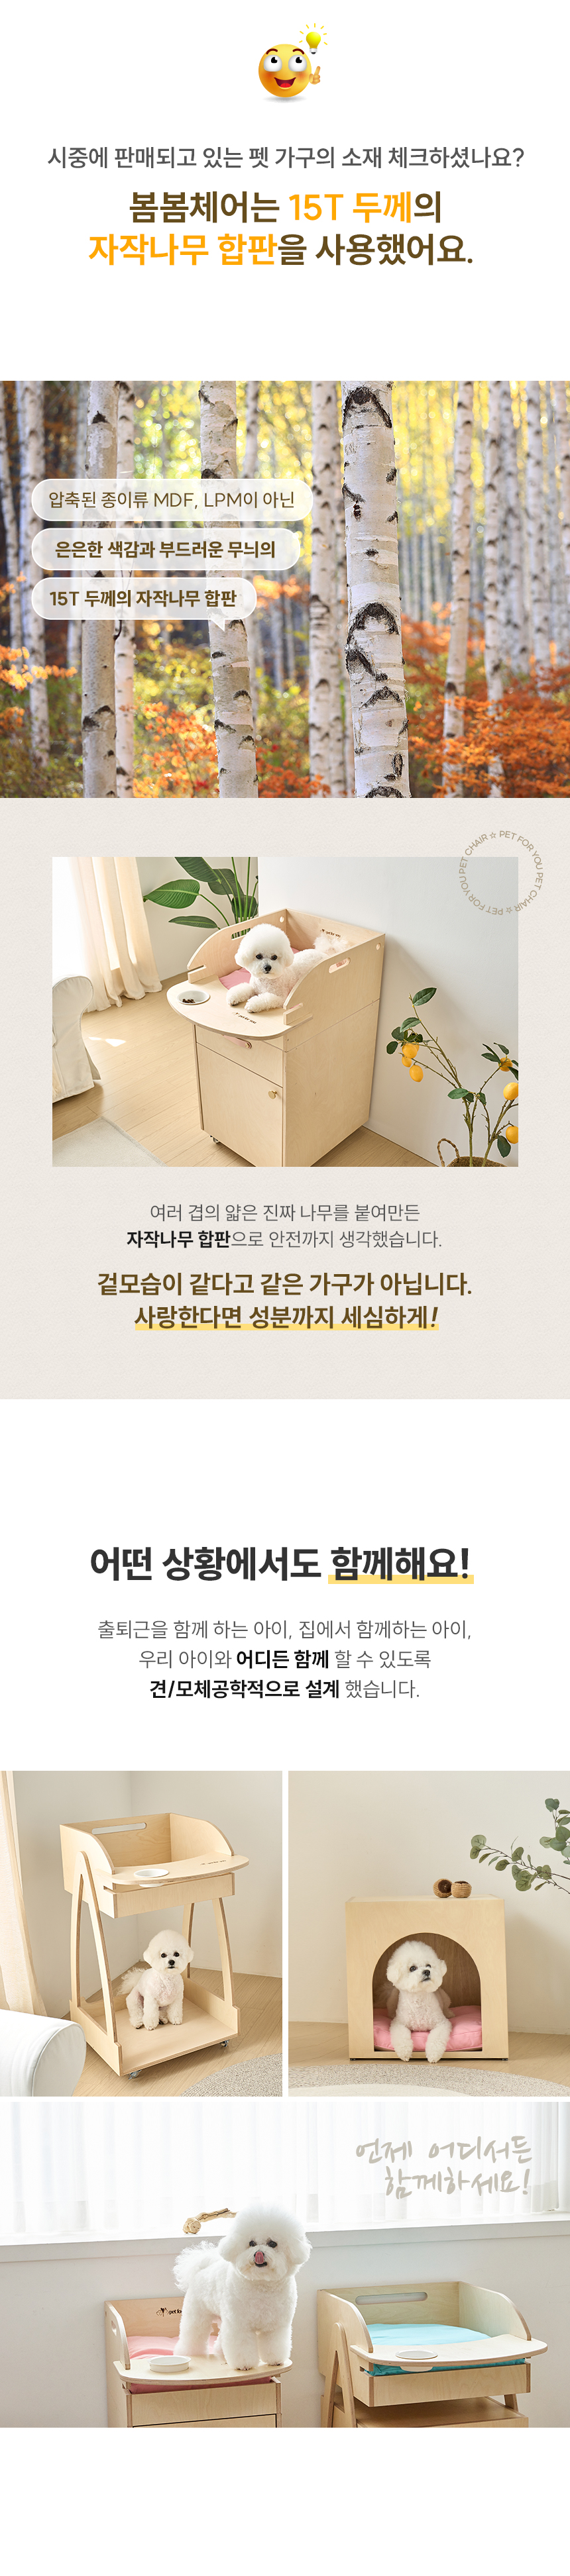 시중에 판매되고 있는 펫 가구의 소재 체크하셨나요?
봄봄체어는 15T 두께의
자작나무 합판을 사용했어요.
압축된 종이류 MDF, LPM이 아닌
은은한 색감과 부드러운 무늬의
15T 두께의 자작나무 합판
PET CHAIR ☆ PET FOR YOU PET CHAIR ☆ PET FOR YOU
여러 겹의 얇은 진짜 나무를 붙여만든
자작나무 합판으로 안전까지 생각했습니다.
겉모습이 같다고 같은 가구가 아닙니다.
사랑한다면 성분까지 세심하게!
어떤 상황에서도 함께해요!
출퇴근을 함께 하는 아이, 집에서 함께하는 아이,
우리 아이와 어디든 함께 할 수 있도록
견/모체공학적으로 설계 했습니다.
언제 어디서든
함께하세요!